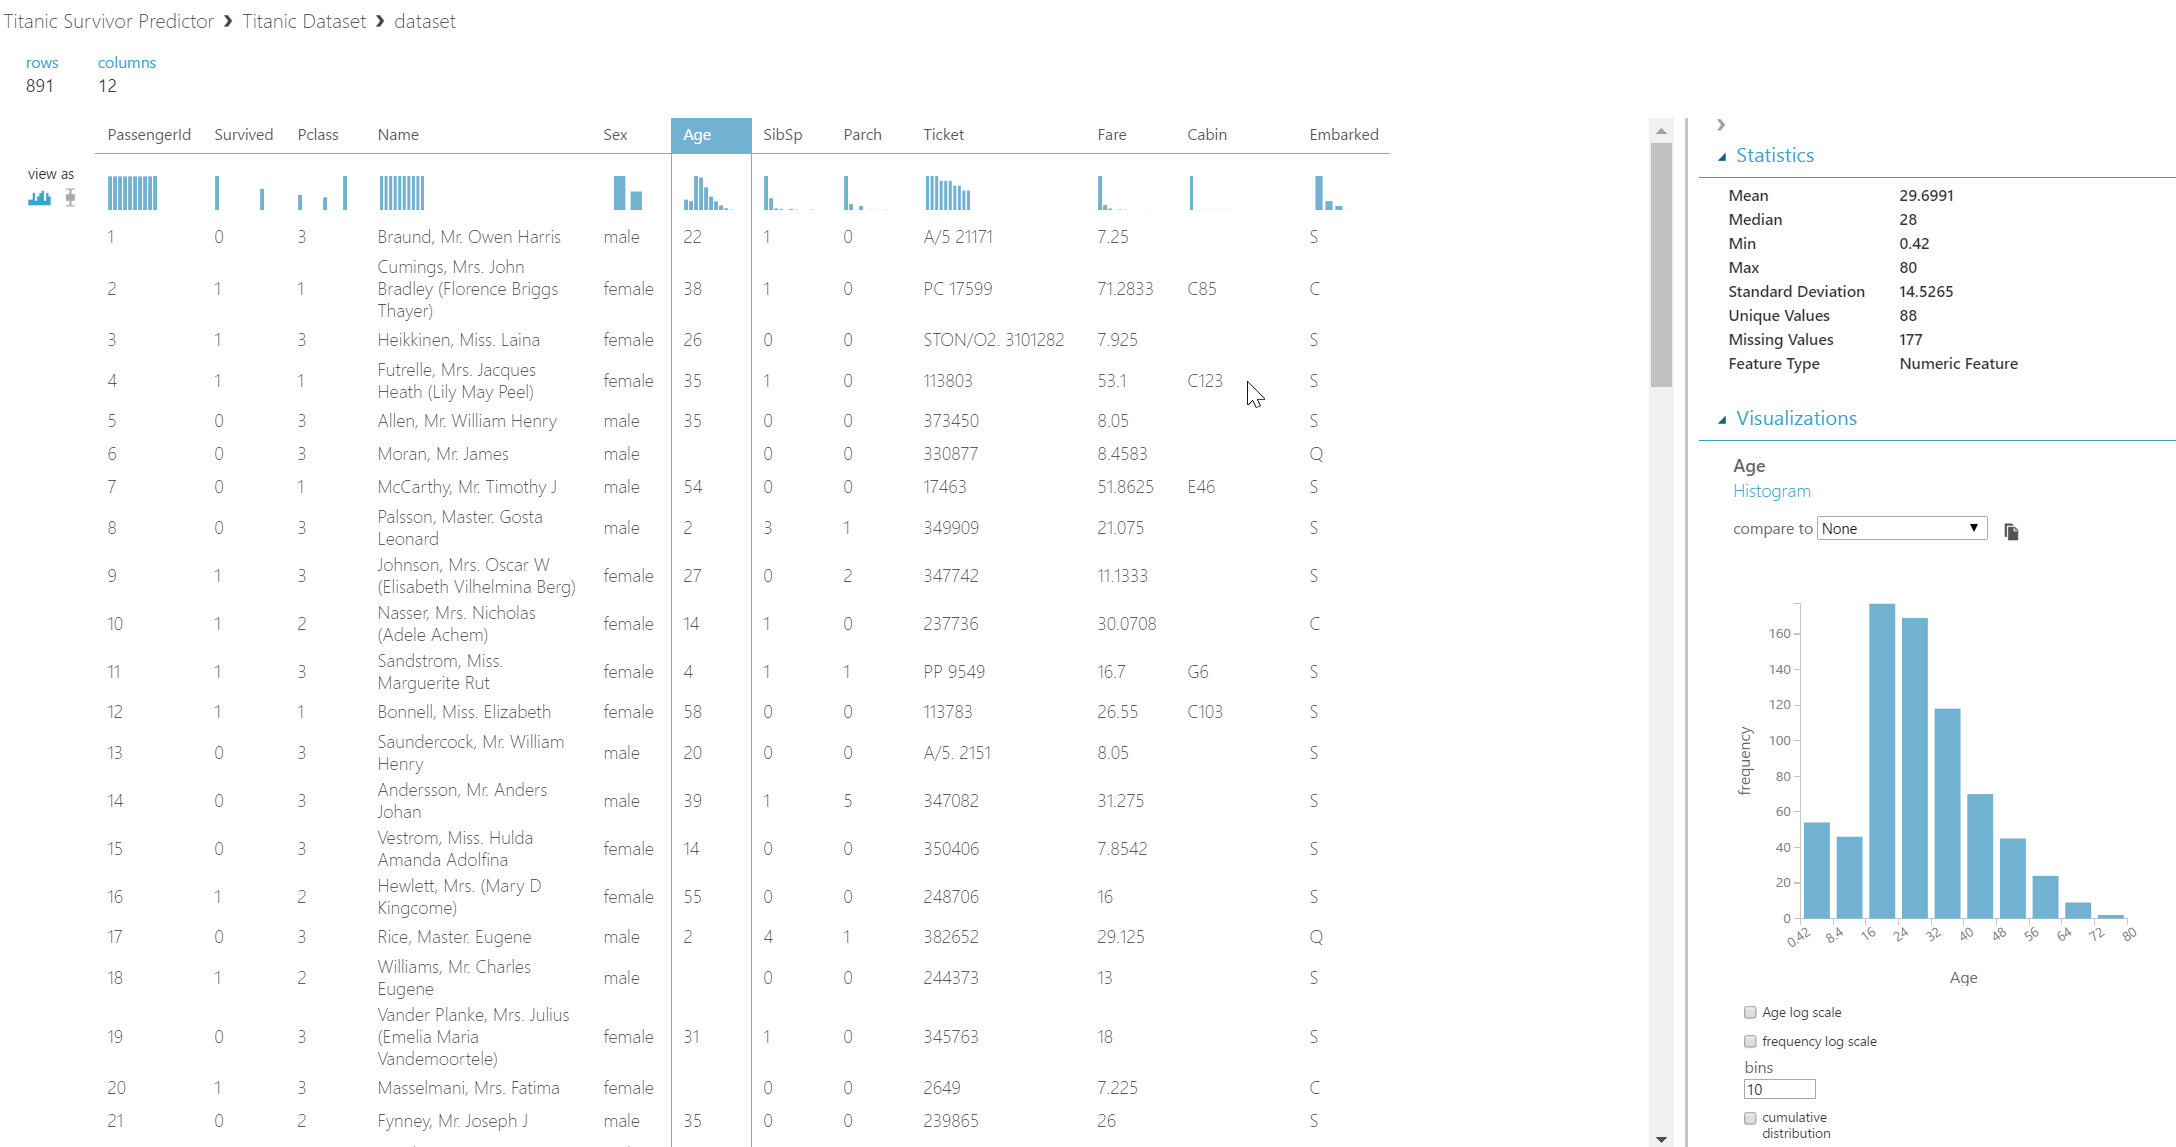 Titanic Survivor Predictor › Titanic Dataset › dataset
rows columns
891 12
PassengerId Survived Pclass Name Sex Age SibSp Parch Ticket Fare Cabin Embarked
view as
1 0 3 Braund, Mr. Owen Harris male 22 1 0 A/5 21171 7.25 S
Cumings, Mrs. John
2 1 1 Bradley (Florence Briggs female 38 1 0 PC 17599 71.2833 C85 C
Thayer)
3 1 3 Heikkinen, Miss. Laina female 26 0 0 STON/O2. 3101282 7.925 S
Futrelle, Mrs. Jacques
4 1 1 Heath (Lily May Peel) female 35 1 0 113803 53.1 C123 S
5 0 3 Allen, Mr. William Henry male 35 0 0 373450 8.05 S
6 0 3 Moran, Mr. James male 0 0 330877 8.4583 Q
7 0 1 McCarthy, Mr. Timothy J male 54 0 0 17463 51.8625 E46 S
Palsson, Master. Gosta
8 0 3 Leonard male 2 3 1 349909 21.075 S
Johnson, Mrs. Oscar W
9 1 3 (Elisabeth Vilhelmina Berg) female 27 0 2 347742 11.1333 S
Nasser, Mrs. Nicholas
10 1 2 (Adele Achem) female 14 1 0 237736 30.0708 C
Sandstrom, Miss.
11 1 3 Marguerite Rut female 4 1 1 PP 9549 16.7 G6 S
12 1 1 Bonnell, Miss. Elizabeth female 58 0 0 113783 26.55 C103 S
Saundercock, Mr. William
13 0 3 Henry male 20 0 0 A/5. 2151 8.05 S
Andersson, Mr. Anders
14 0 3 Johan male 39 1 5 347082 31.275 S
Vestrom, Miss. Hulda
15 0 3 Amanda Adolfina female 14 0 0 350406 7.8542 S
Hewlett, Mrs. (Mary D
16 1 2 Kingcome) female 55 0 0 248706 16 S
17 0 3 Rice, Master. Eugene male 2 4 1 382652 29.125 Q
Williams, Mr. Charles
18 1 2 Eugene male 0 0 244373 13 S
Vander Planke, Mrs. Julius
19 0 3 (Emelia Maria female 31 1 0 345763 18 S
Vandemoortele)
20 1 3 Masselmani, Mrs. Fatima female 0 0 2649 7.225 C
21 0 2 Fynney, Mr. Joseph J male 35 0 0 239865 26 S
Statistics
Mean 29.6991
Median 28
Min 0.42
Max 80
Standard Deviation 14.5265
Unique Values 88
Missing Values 177
Feature Type Numeric Feature
Visualizations
Age
Histogram
compare to None
160
140
120
100
80
60
40
20
0
frequency
0.42 8.4 16 24 32 40 48 56 64 72 80
Age
Age log scale
frequency log scale
bins
10
cumulative
distribution